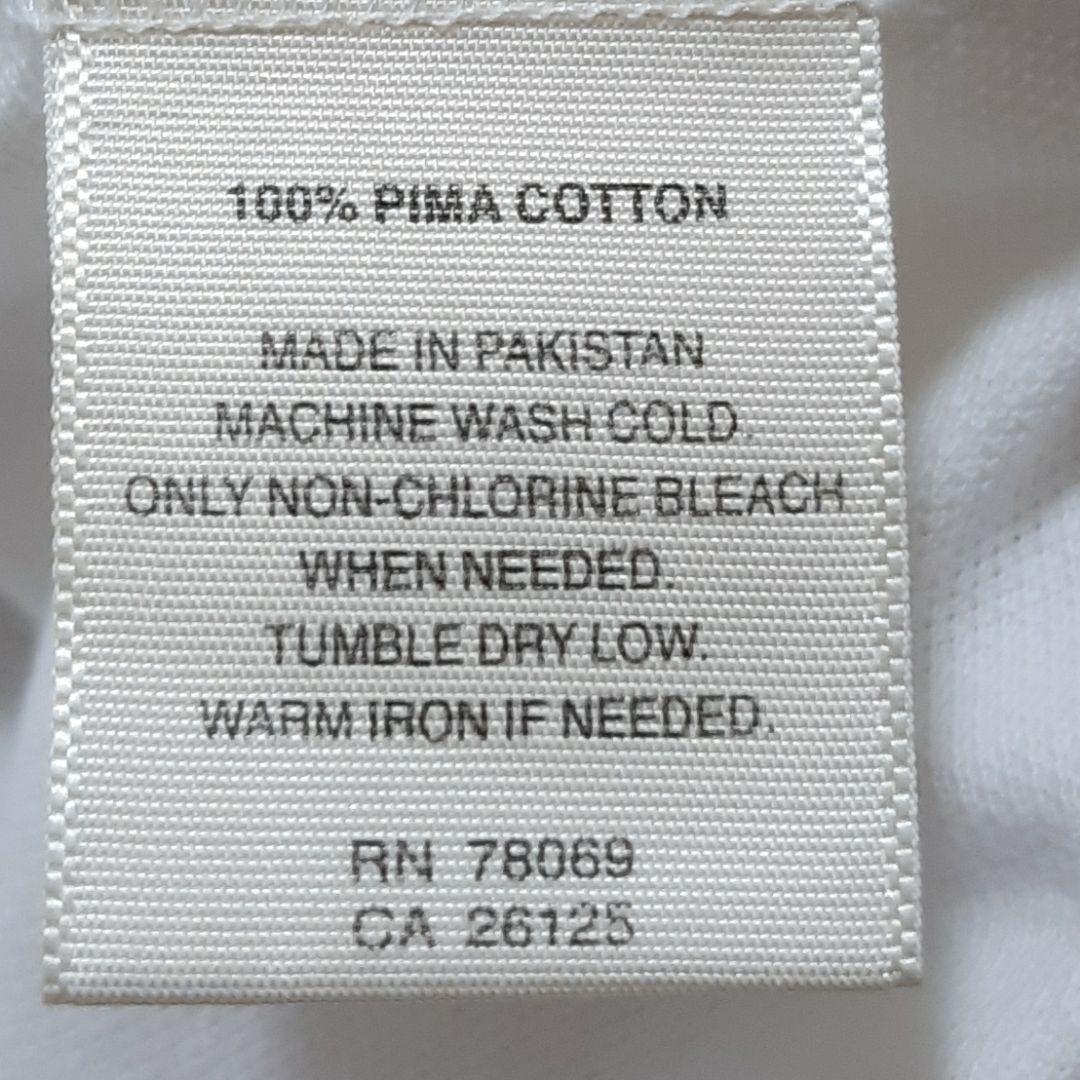 100% PIMA COTTON
MADE IN PAKISTAN
MACHINE WASH COLD.
ONLY NON-CHLORINE BLEACH
WHEN NEEDED.
TUMBLE DRY LOW.
WARM IRON IF NEEDED.
RN 78069
CA 26125